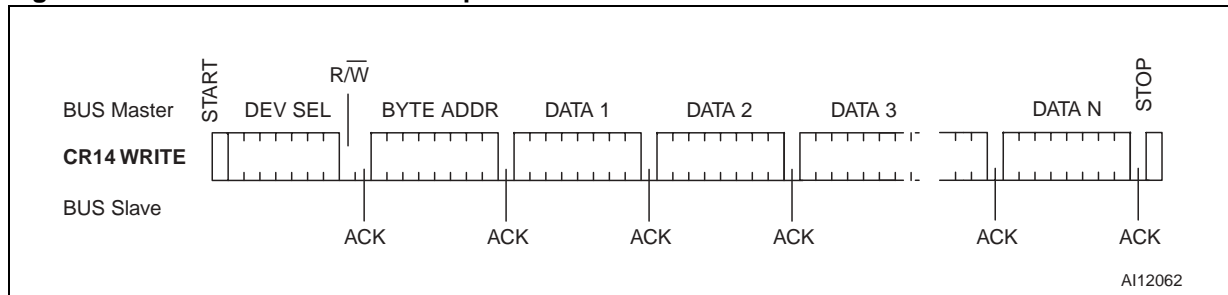 R/W
START
STOP
BUS Master
DEV SEL
BYTE ADDR
DATA 1
DATA 2
DATA 3
DATA N
CR14 WRITE
BUS Slave
ACK
ACK
ACK
ACK
ACK
ACK
AI12062